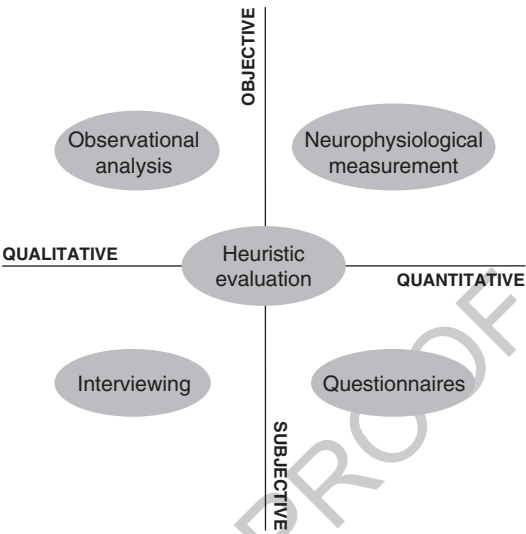 OBJECTIVE
Observational
analysis
Neurophysiological
measurement
QUALITATIVE
Heuristic
evaluation
QUANTITATIVE
Interviewing
Questionnaires
SUBJECTIVE
PROOF